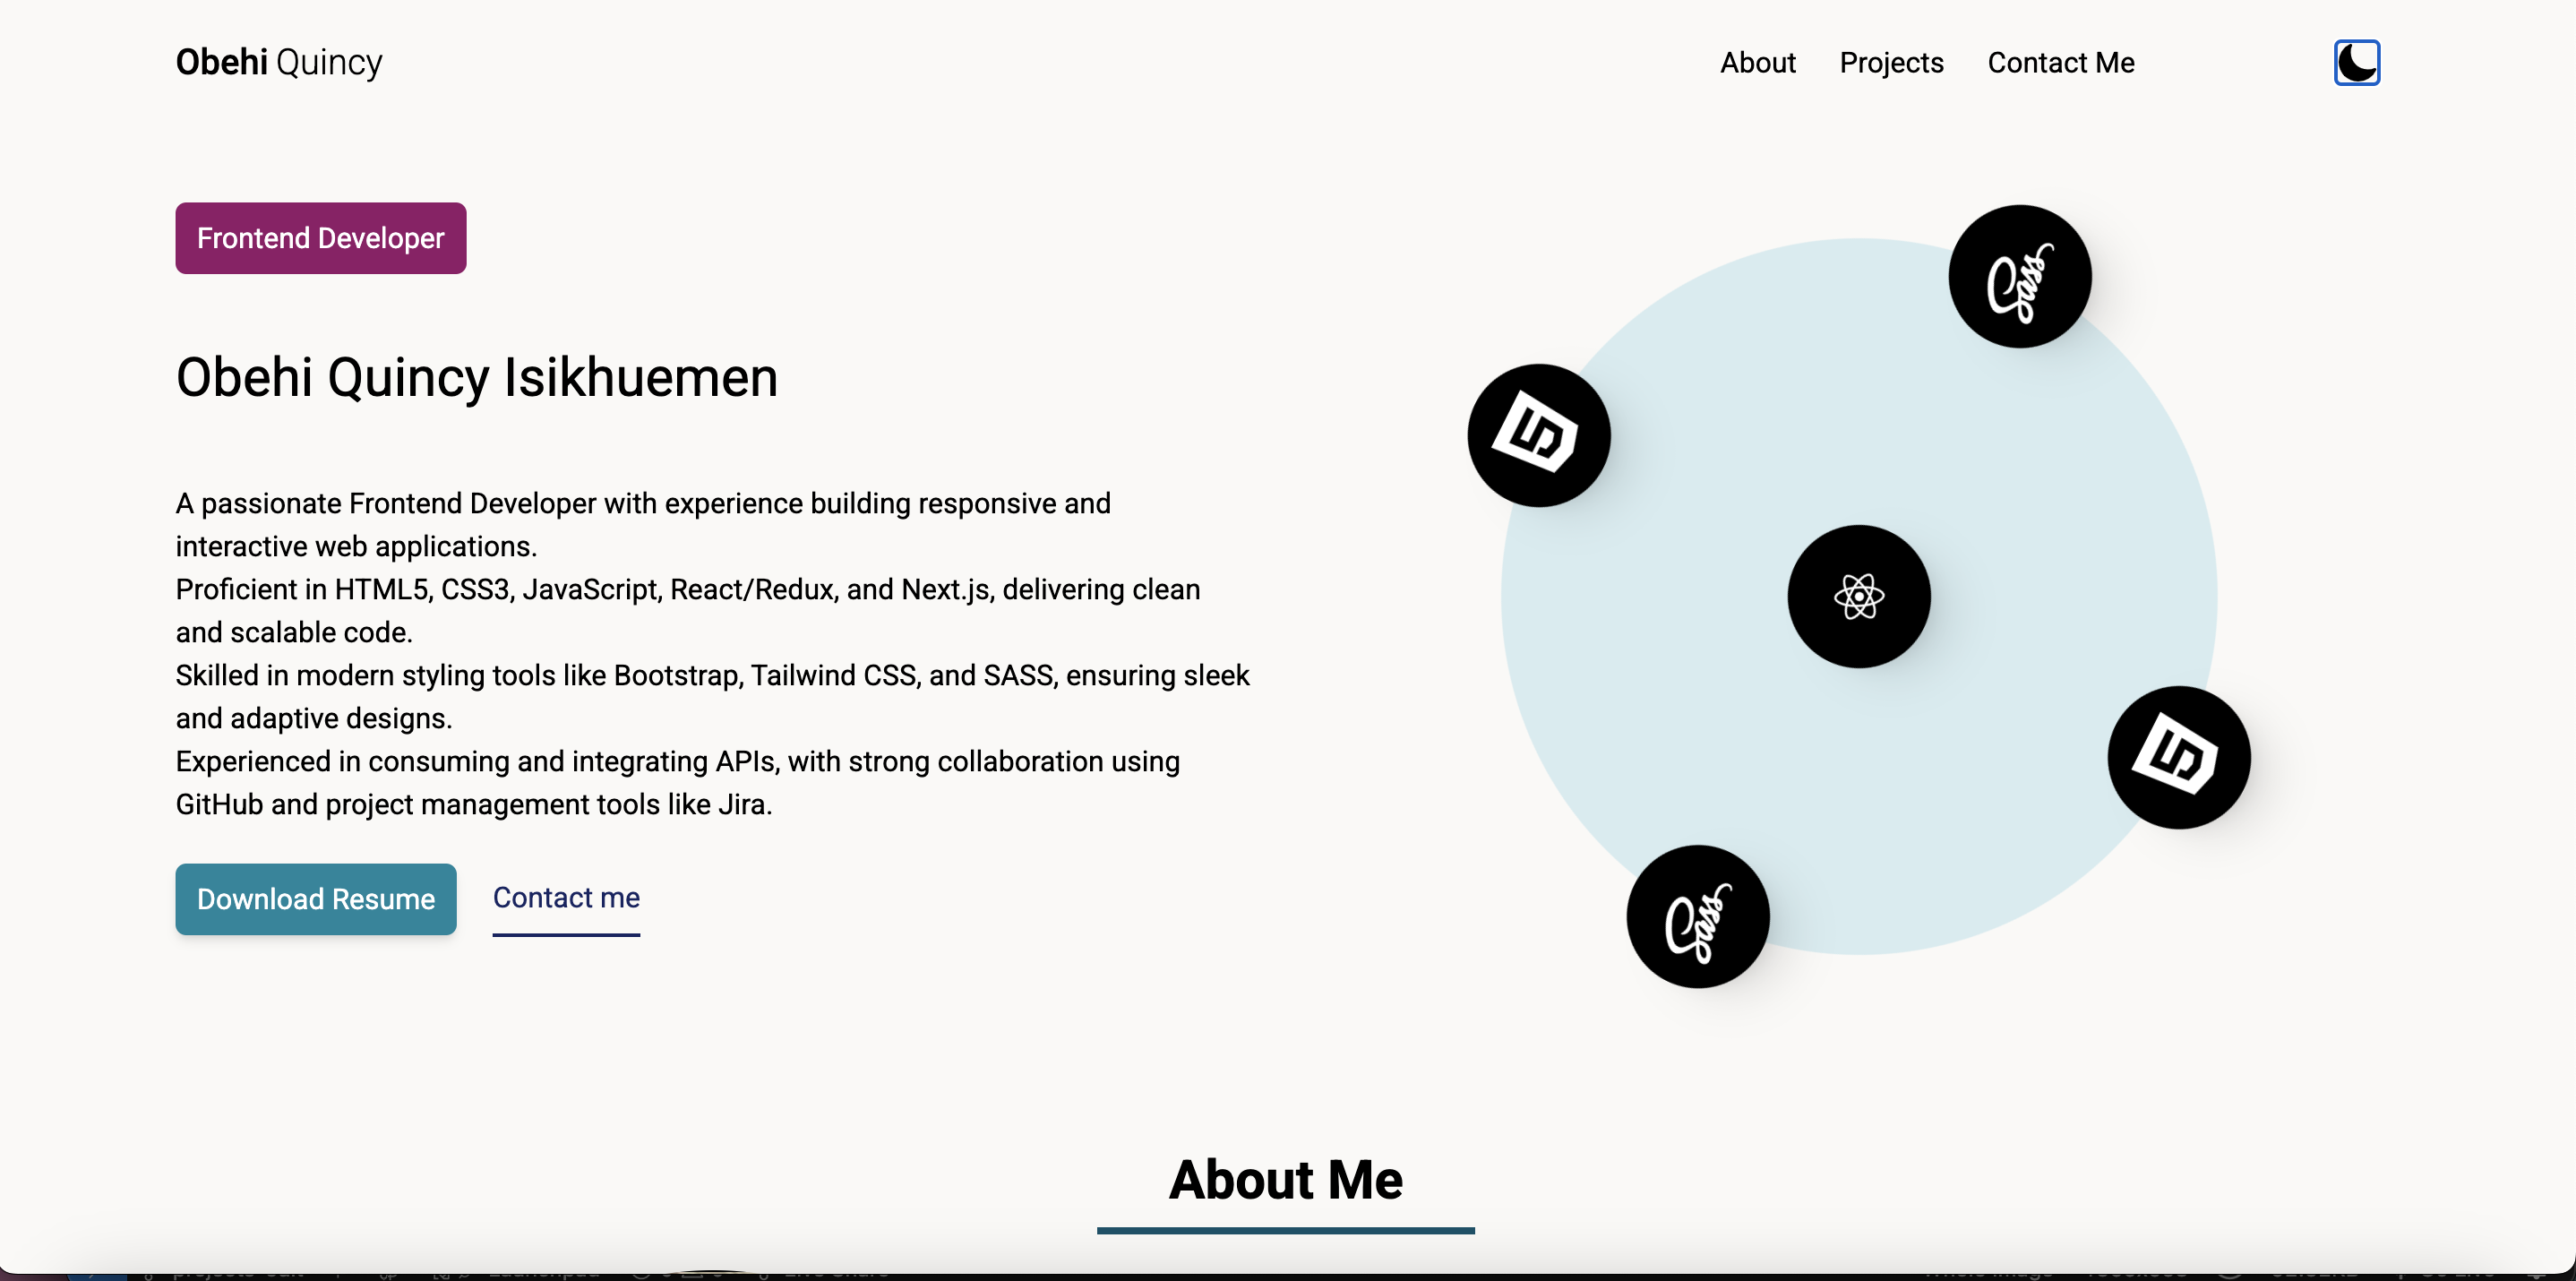 Obehi Quincy
About Projects Contact Me
Frontend Developer
Obehi Quincy Isikhuemen
A passionate Frontend Developer with experience building responsive and
interactive web applications.
Proficient in HTML5, CSS3, JavaScript, React/Redux, and Next.js, delivering clean
and scalable code.
Skilled in modern styling tools like Bootstrap, Tailwind CSS, and SASS, ensuring sleek
and adaptive designs.
Experienced in consuming and integrating APIs, with strong collaboration using
GitHub and project management tools like Jira.
Download Resume Contact me
Sass
5
5
Sass
About Me